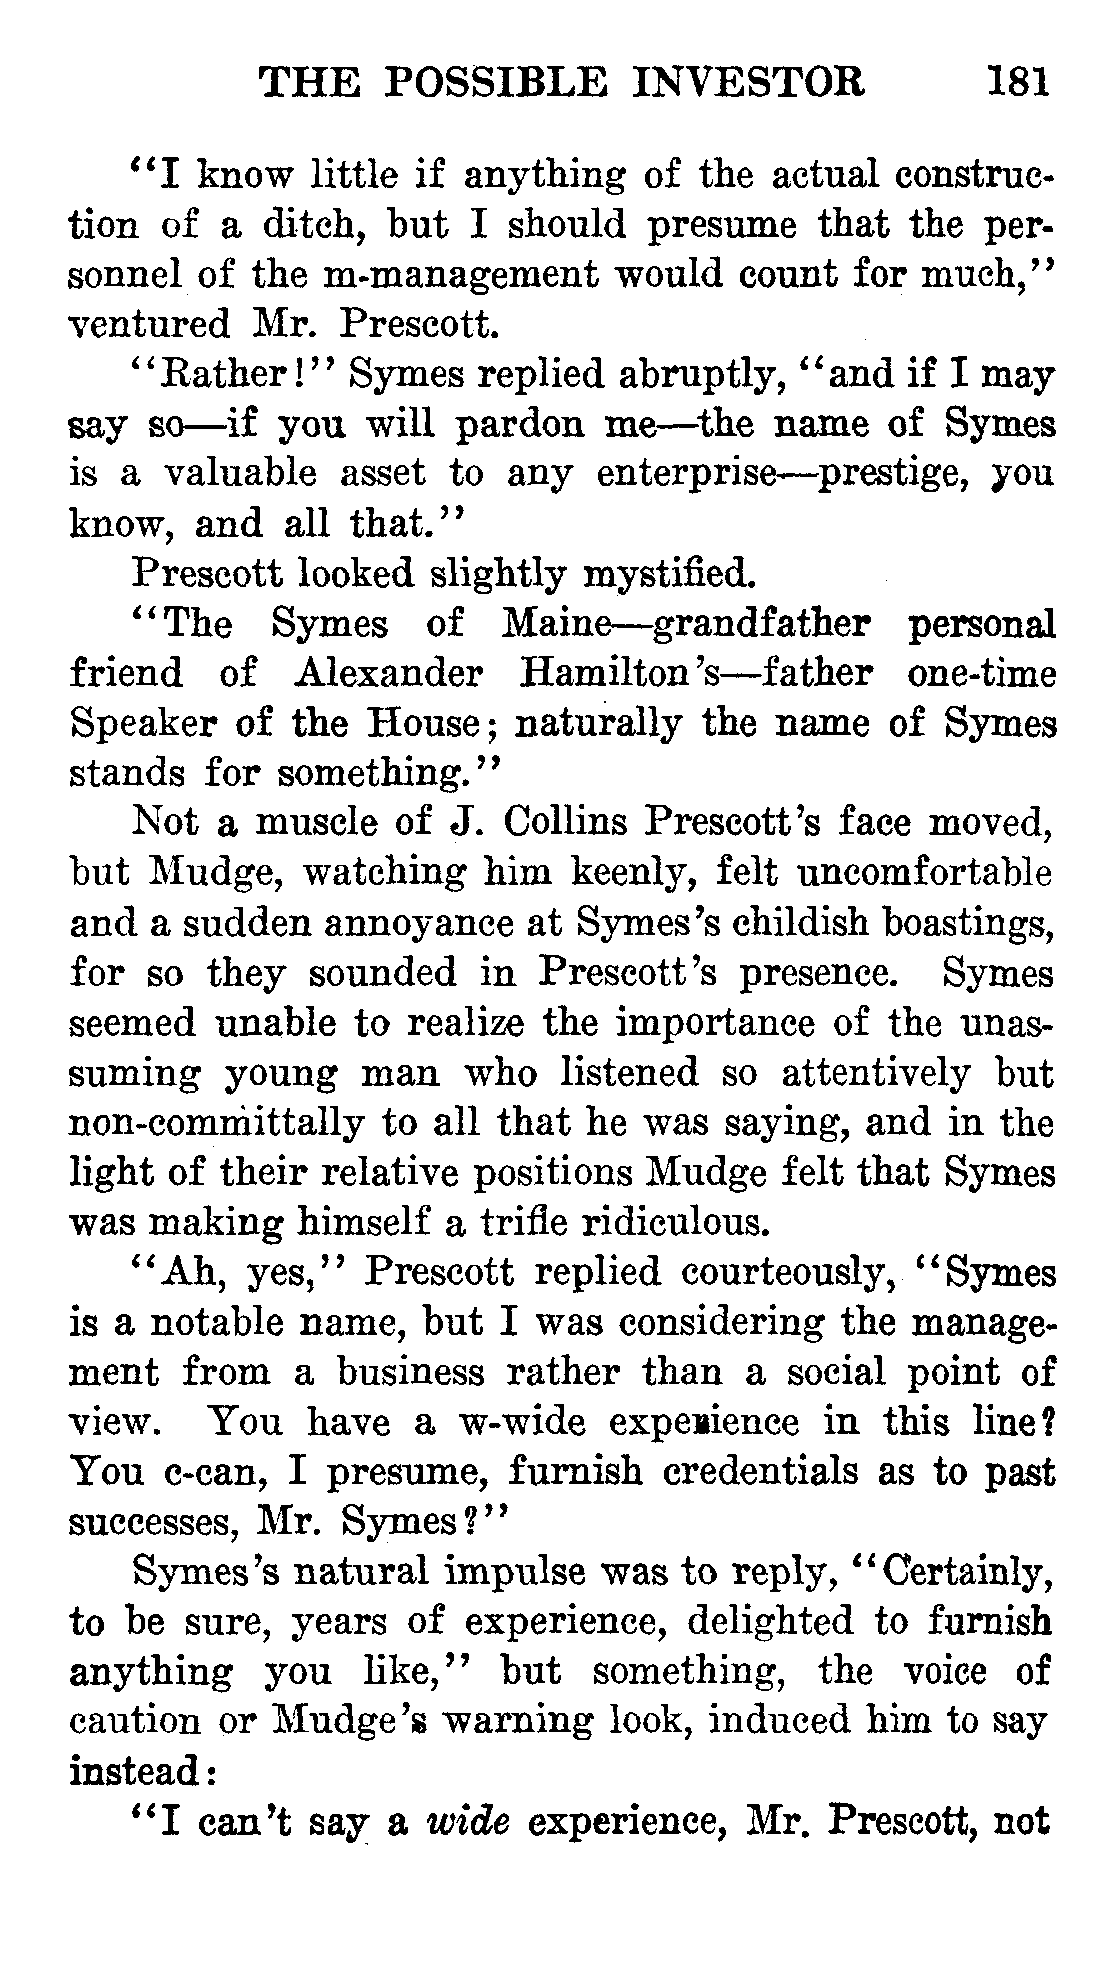 THE POSSIBLE INVESTOR 181
"I know little if anything of the actual construc-
tion of a ditch, but I should presume that the per-
sonnel of the m-management would count for much,"
ventured Mr. Prescott.
"Rather!" Symes replied abruptly, "and if I may
say so—if you will pardon me—the name of Symes
is a valuable asset to any enterprise—prestige, you
know, and all that."
Prescott looked slightly mystified.
"The Symes of Maine—grandfather personal
friend of Alexander Hamilton's—father one-time
Speaker of the House; naturally the name of Symes
stands for something."
Not a muscle of J. Collins Prescott's face moved,
but Mudge, watching him keenly, felt uncomfortable
and a sudden annoyance at Symes's childish boastings,
for so they sounded in Prescott's presence. Symes
seemed unable to realize the importance of the unas-
suming young man who listened so attentively but
non-committally to all that he was saying, and in the
light of their relative positions Mudge felt that Symes
was making himself a trifle ridiculous.
"Ah, yes," Prescott replied courteously, "Symes
is a notable name, but I was considering the manage-
ment from a business rather than a social point of
view. You have a w-wide experience in this line?
You c-can, I presume, furnish credentials as to past
successes, Mr. Symes?"
Symes's natural impulse was to reply, "Certainly,
to be sure, years of experience, delighted to furnish
anything you like," but something, the voice of
caution or Mudge's warning look, induced him to say
instead:
"I can't say a wide experience, Mr. Prescott, not